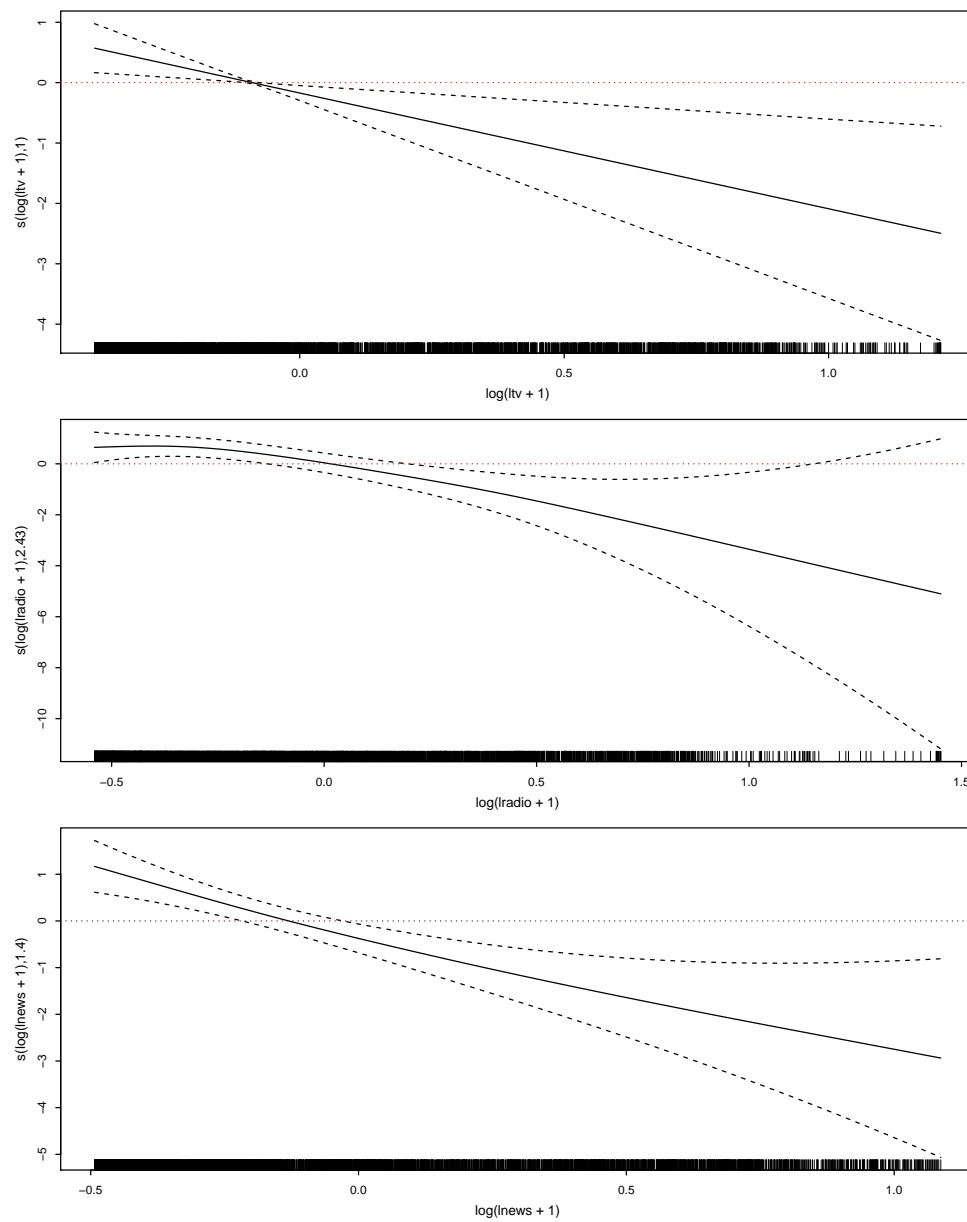 1
0
−1
−2
−3
−4
s(log(ltv + 1),1)
0.0 0.5 1.0
log(ltv + 1)
0
−2
−4
−6
−8
−10
s(log(lradio + 1),2.43)
−0.5 0.0 0.5 1.0 1.5
log(lradio + 1)
1
0
−1
−2
−3
−4
−5
s(log(lnews + 1),1.4)
−0.5 0.0 0.5 1.0
log(lnews + 1)